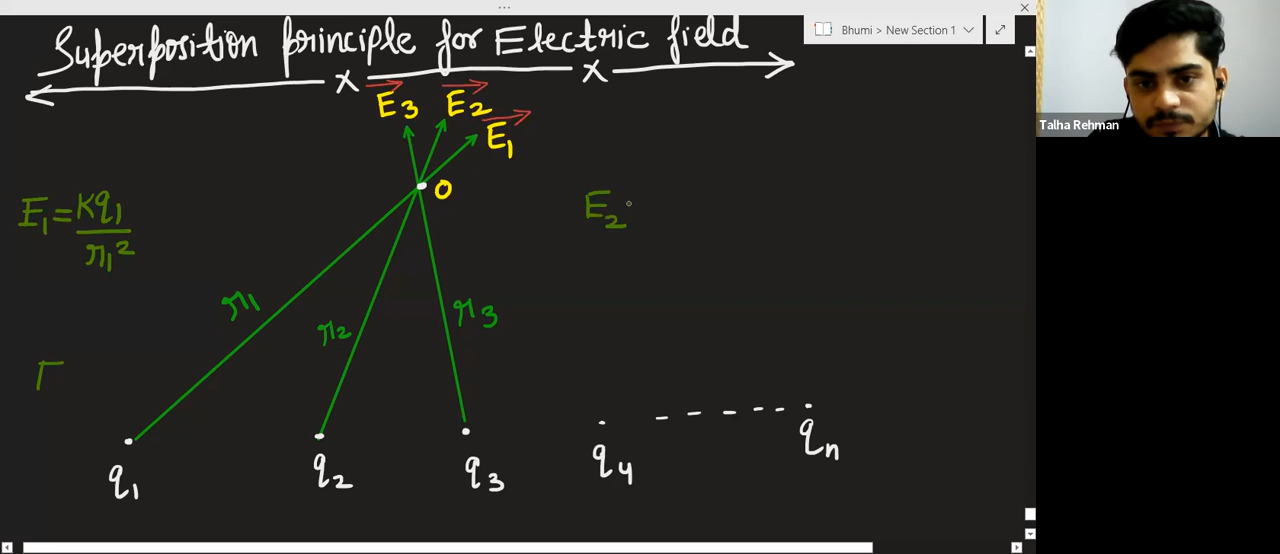 Bhumi > New Section 1
Superposition principle for Electric field
x x
E3 E2
E1
O
Talha Rehman
E1 = Kq1
r1²
E2
r1
r2
r3
q1
q2
q3
q4
qn